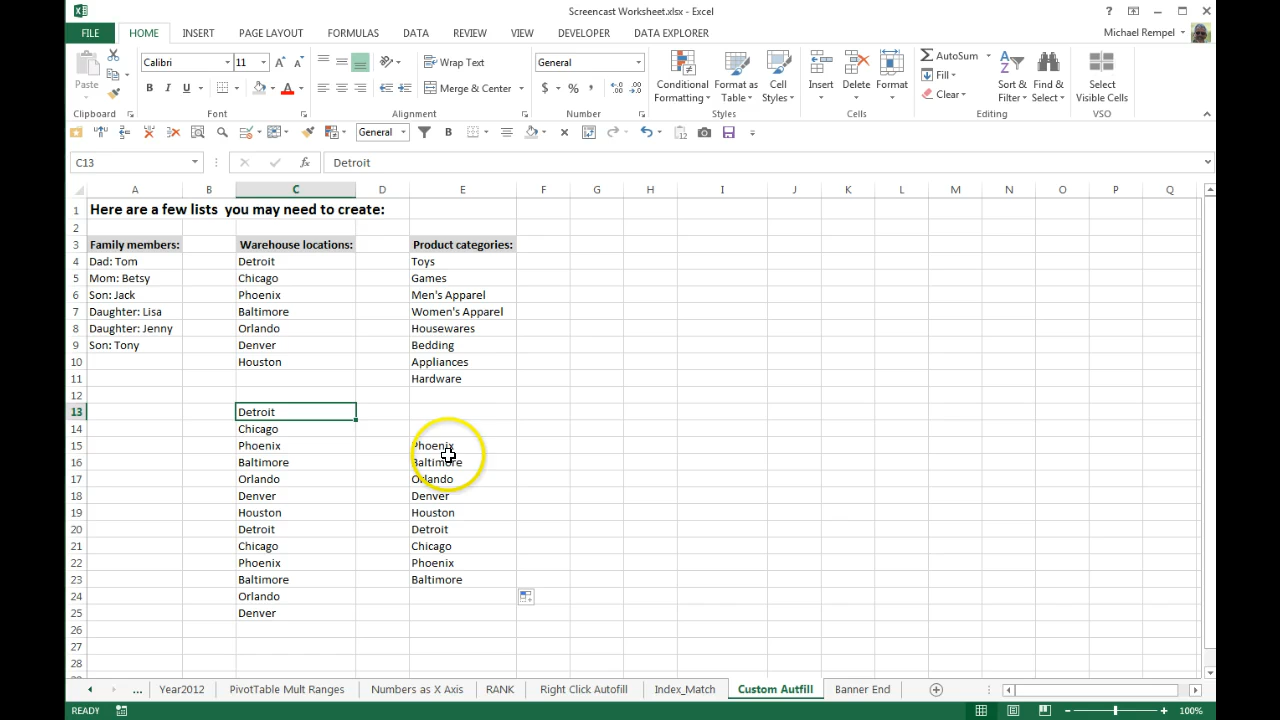 Screencast Worksheet.xlsx - Excel
FILE HOME INSERT PAGE LAYOUT FORMULAS DATA REVIEW VIEW DEVELOPER DATA EXPLORER Michael Rempel
Calibri 11 Wrap Text General AutoSum
Paste Conditional Formatting Format as Table Cell Styles Insert Delete Format Fill Sort & Filter Find & Select Select Visible Cells
B I U A Merge & Center $ % , Clear
Clipboard Font Alignment Number Styles Cells Editing VSO
General B
C13 fx Detroit
A B C D E F G H I J K L M N O P Q
1 Here are a few lists  you may need to create:
2
3 Family members: Warehouse locations: Product categories:
4 Dad: Tom Detroit Toys
5 Mom: Betsy Chicago Games
6 Son: Jack Phoenix Men's Apparel
7 Daughter: Lisa Baltimore Women's Apparel
8 Daughter: Jenny Orlando Housewares
9 Son: Tony Denver Bedding
10 Houston Appliances
11 Hardware
12
13 Detroit
14 Chicago
15 Phoenix Phoenix
16 Baltimore Baltimore
17 Orlando Orlando
18 Denver Denver
19 Houston Houston
20 Detroit Detroit
21 Chicago Chicago
22 Phoenix Phoenix
23 Baltimore Baltimore
24 Orlando
25 Denver
26
27
28
... Year2012 PivotTable Mult Ranges Numbers as X Axis RANK Right Click Autofill Index_Match Custom Autfill Banner End
READY 100%